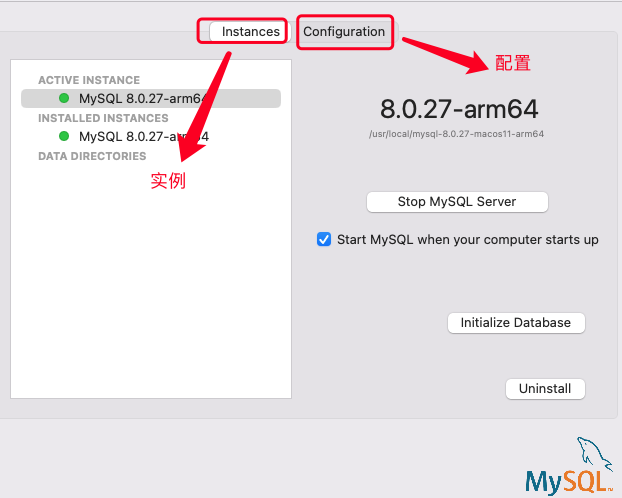 Instances
Configuration
配置
ACTIVE INSTANCE
MySQL 8.0.27-arm64
INSTALLED INSTANCES
MySQL 8.0.27-arm64
DATA DIRECTORIES
实例
8.0.27-arm64
/usr/local/mysql-8.0.27-macos11-arm64
Stop MySQL Server
Start MySQL when your computer starts up
Initialize Database
Uninstall
MySQL